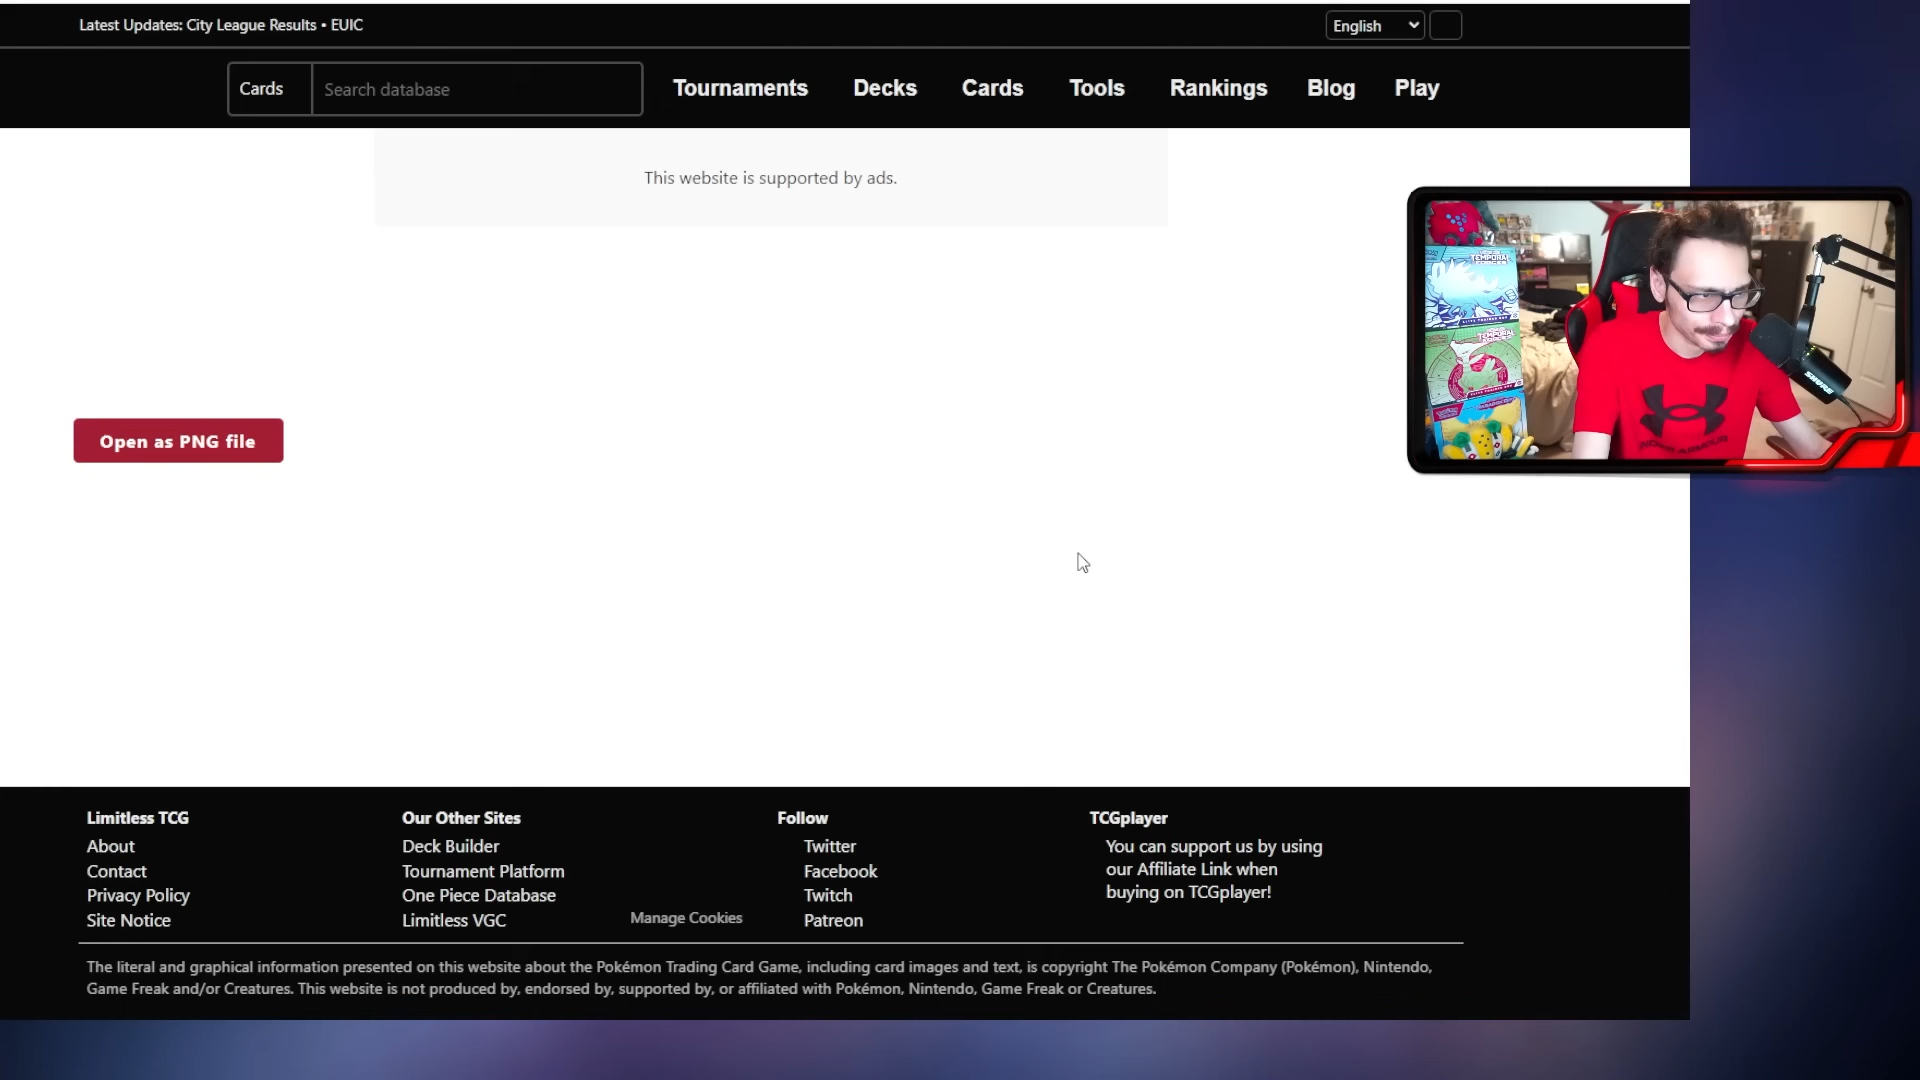 Latest Updates: City League Results • EUIC
English
Cards
Search database
Tournaments
Decks
Cards
Tools
Rankings
Blog
Play
This website is supported by ads.
TEMPORAL
TEMPORAL
SHURE
UNDER ARMOUR
Open as PNG file
Limitless TCG
About
Contact
Privacy Policy
Site Notice
Our Other Sites
Deck Builder
Tournament Platform
One Piece Database
Limitless VGC
Manage Cookies
Follow
Twitter
Facebook
Twitch
Patreon
TCGplayer
You can support us by using
our Affiliate Link when
buying on TCGplayer!
The literal and graphical information presented on this website about the Pokémon Trading Card Game, including card images and text, is copyright The Pokémon Company (Pokémon), Nintendo,
Game Freak and/or Creatures. This website is not produced by, endorsed by, supported by, or affiliated with Pokémon, Nintendo, Game Freak or Creatures.